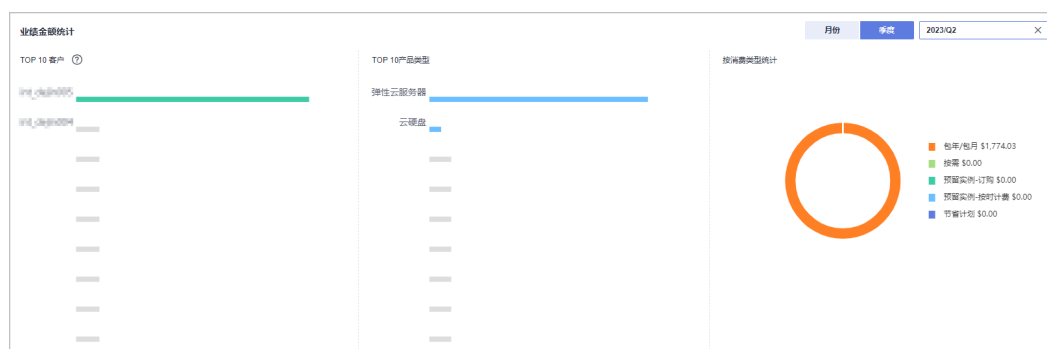 业绩金额统计
月份
季度
2023/Q2
TOP 10 客户
TOP 10产品类型
按消费类型统计
弹性云服务器
云硬盘
包年/包月 $1,774.03
按需 $0.00
预留实例-订购 $0.00
预留实例-按时计费 $0.00
节省计划 $0.00